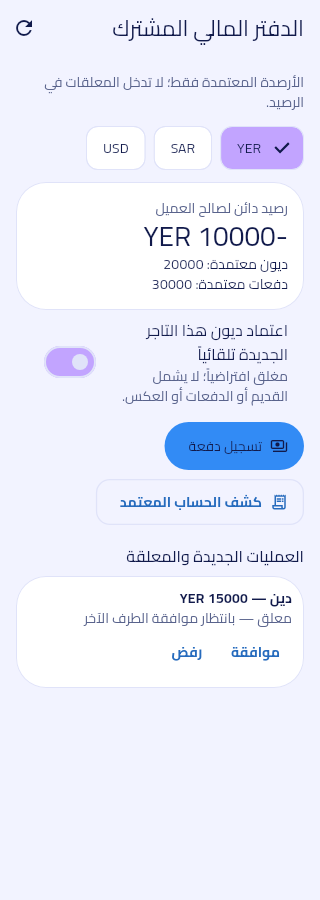 الدفتر المالي المشترك
الأرصدة المعتمدة فقط؛ لا تدخل المعلقات في
الرصيد.
YER
SAR
USD
رصيد دائن لصالح العميل
-10000 YER
ديون معتمدة: 20000
دفعات معتمدة: 30000
اعتماد ديون هذا التاجر
الجديدة تلقائياً
مغلق افتراضياً؛ لا يشمل
القديم أو الدفعات أو العكس.
تسجيل دفعة
كشف الحساب المعتمد
العمليات الجديدة والمعلقة
دين — 15000 YER
معلق — بانتظار موافقة الطرف الآخر
موافقة
رفض